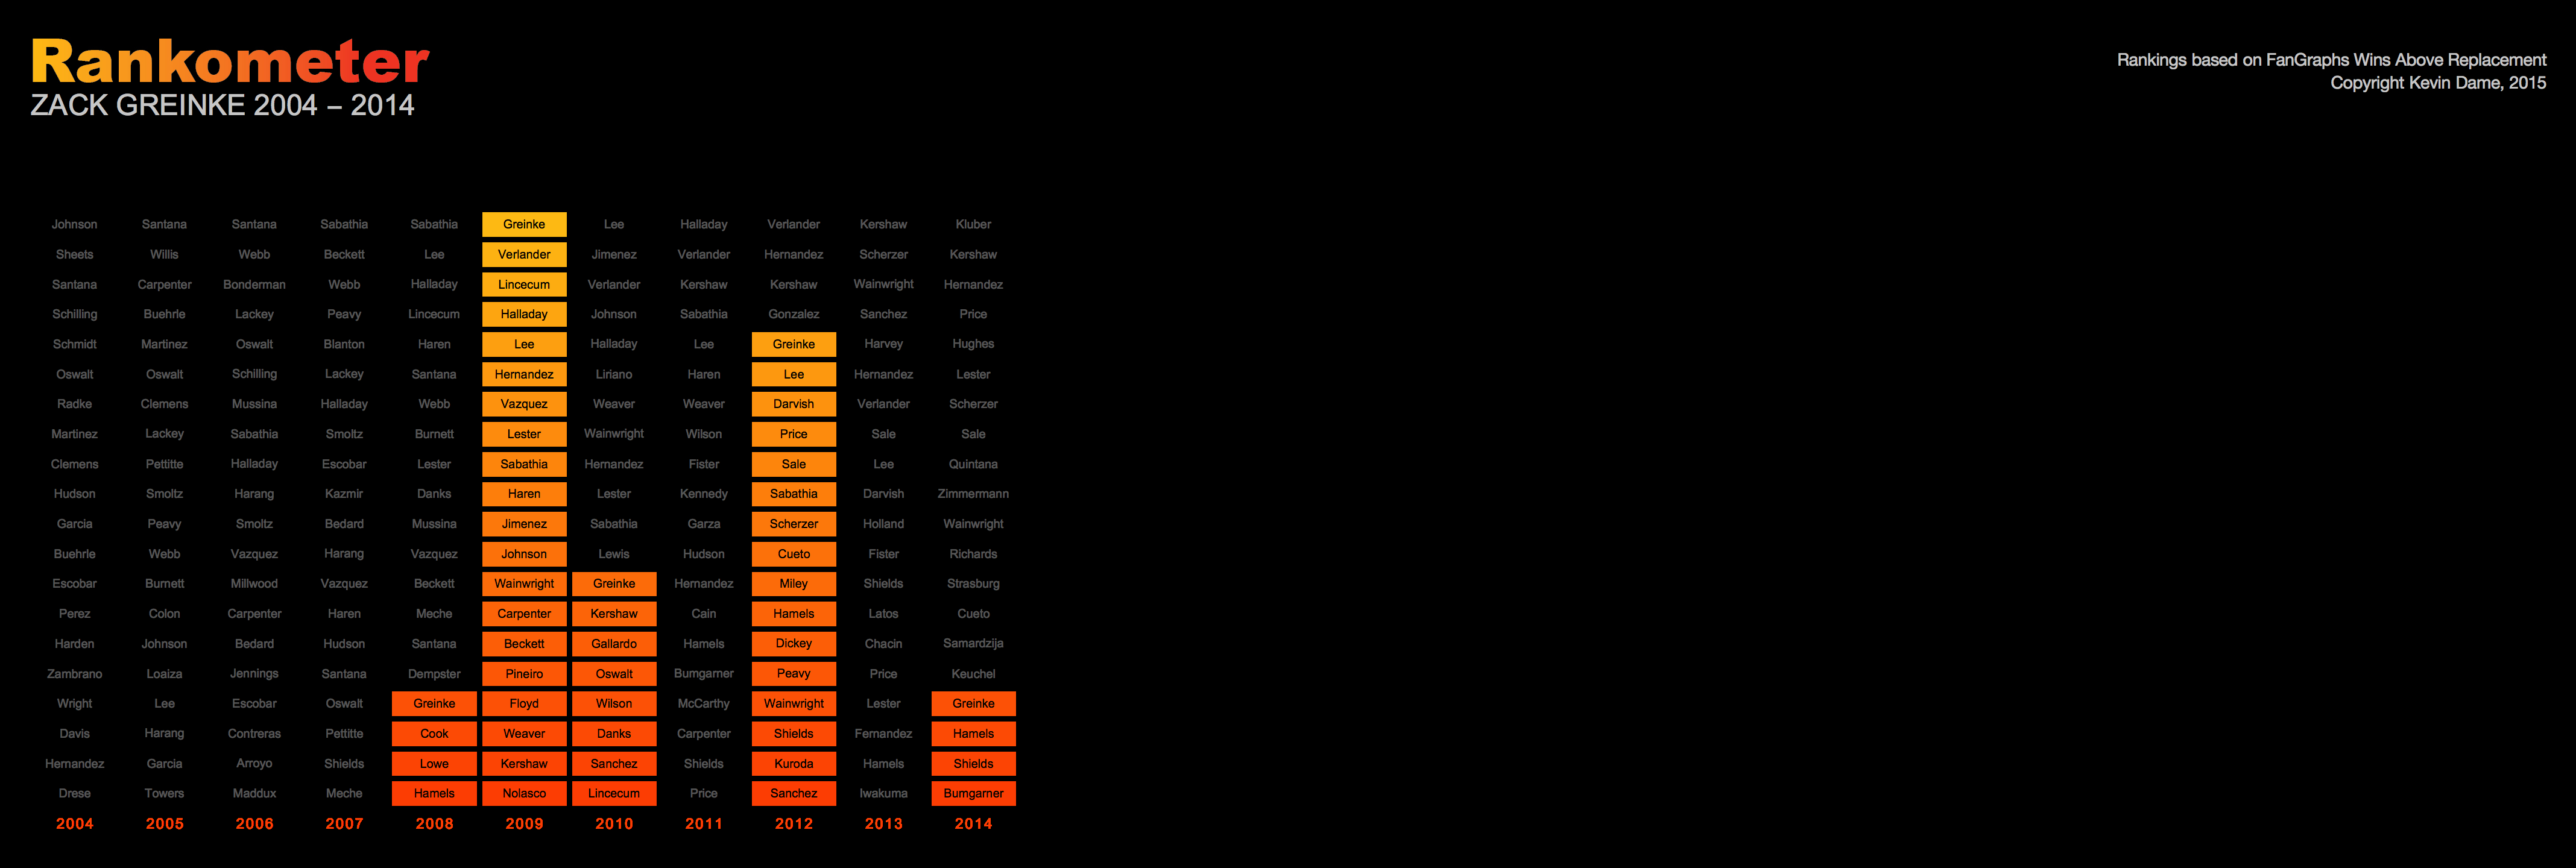 Rankometer
ZACK GREINKE 2004 – 2014
Rankings based on FanGraphs Wins Above Replacement
Copyright Kevin Dame, 2015
Johnson Santana Santana Sabathia Sabathia Greinke Lee Halladay Verlander Kershaw Kluber
Sheets Willis Webb Beckett Lee Verlander Jimenez Verlander Hernandez Scherzer Kershaw
Santana Carpenter Bonderman Webb Halladay Lincecum Verlander Kershaw Kershaw Wainwright Hernandez
Schilling Buehrle Lackey Peavy Lincecum Halladay Johnson Sabathia Gonzalez Sanchez Price
Schmidt Martinez Oswalt Blanton Haren Lee Halladay Lee Greinke Harvey Hughes
Oswalt Oswalt Schilling Lackey Santana Hernandez Liriano Haren Lee Hernandez Lester
Radke Clemens Mussina Halladay Webb Vazquez Weaver Weaver Darvish Verlander Scherzer
Martinez Lackey Sabathia Smoltz Burnett Lester Wainwright Wilson Price Sale Sale
Clemens Pettitte Halladay Escobar Lester Sabathia Hernandez Fister Sale Lee Quintana
Hudson Smoltz Harang Kazmir Danks Haren Lester Kennedy Sabathia Darvish Zimmermann
Garcia Peavy Smoltz Bedard Mussina Jimenez Sabathia Garza Scherzer Holland Wainwright
Buehrle Webb Vazquez Harang Vazquez Johnson Lewis Hudson Cueto Fister Richards
Escobar Burnett Millwood Vazquez Beckett Wainwright Greinke Hernandez Miley Shields Strasburg
Perez Colon Carpenter Haren Meche Carpenter Kershaw Cain Hamels Latos Cueto
Harden Johnson Bedard Hudson Santana Beckett Gallardo Hamels Dickey Chacin Samardzija
Zambrano Loaiza Jennings Santana Dempster Pineiro Oswalt Bumgarner Peavy Price Keuchel
Wright Lee Escobar Oswalt Greinke Floyd Wilson McCarthy Wainwright Lester Greinke
Davis Harang Contreras Pettitte Cook Weaver Danks Carpenter Shields Fernandez Hamels
Hernandez Garcia Arroyo Shields Lowe Kershaw Sanchez Shields Kuroda Hamels Shields
Drese Towers Maddux Meche Hamels Nolasco Lincecum Price Sanchez Iwakuma Bumgarner
2004 2005 2006 2007 2008 2009 2010 2011 2012 2013 2014